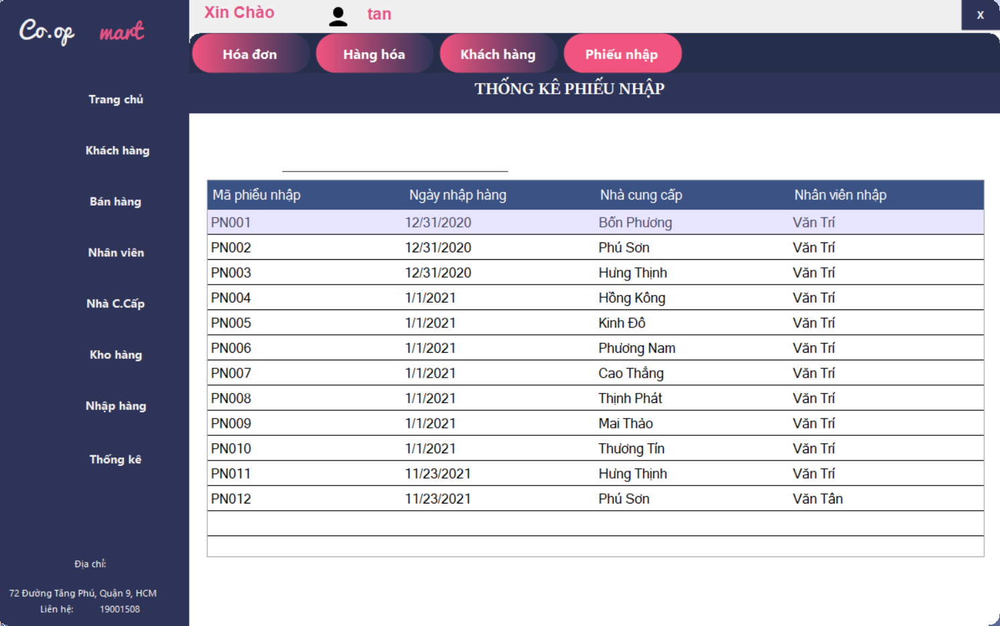 Co.op mart
Xin Chào tan
x
Hóa đơn Hàng hóa Khách hàng Phiếu nhập
THỐNG KÊ PHIẾU NHẬP
Trang chủ
Khách hàng
Bán hàng
Nhân viên
Nhà C.Cấp
Kho hàng
Nhập hàng
Thống kê
Địa chỉ:
72 Đường Tăng Phú, Quận 9, HCM
Liên hệ: 19001508
Mã phiếu nhập Ngày nhập hàng Nhà cung cấp Nhân viên nhập
PN001 12/31/2020 Bốn Phương Văn Trí
PN002 12/31/2020 Phú Sơn Văn Trí
PN003 12/31/2020 Hưng Thịnh Văn Trí
PN004 1/1/2021 Hồng Kông Văn Trí
PN005 1/1/2021 Kinh Đô Văn Trí
PN006 1/1/2021 Phương Nam Văn Trí
PN007 1/1/2021 Cao Thắng Văn Trí
PN008 1/1/2021 Thịnh Phát Văn Trí
PN009 1/1/2021 Mai Thảo Văn Trí
PN010 1/1/2021 Thương Tín Văn Trí
PN011 11/23/2021 Hưng Thịnh Văn Trí
PN012 11/23/2021 Phú Sơn Văn Tân